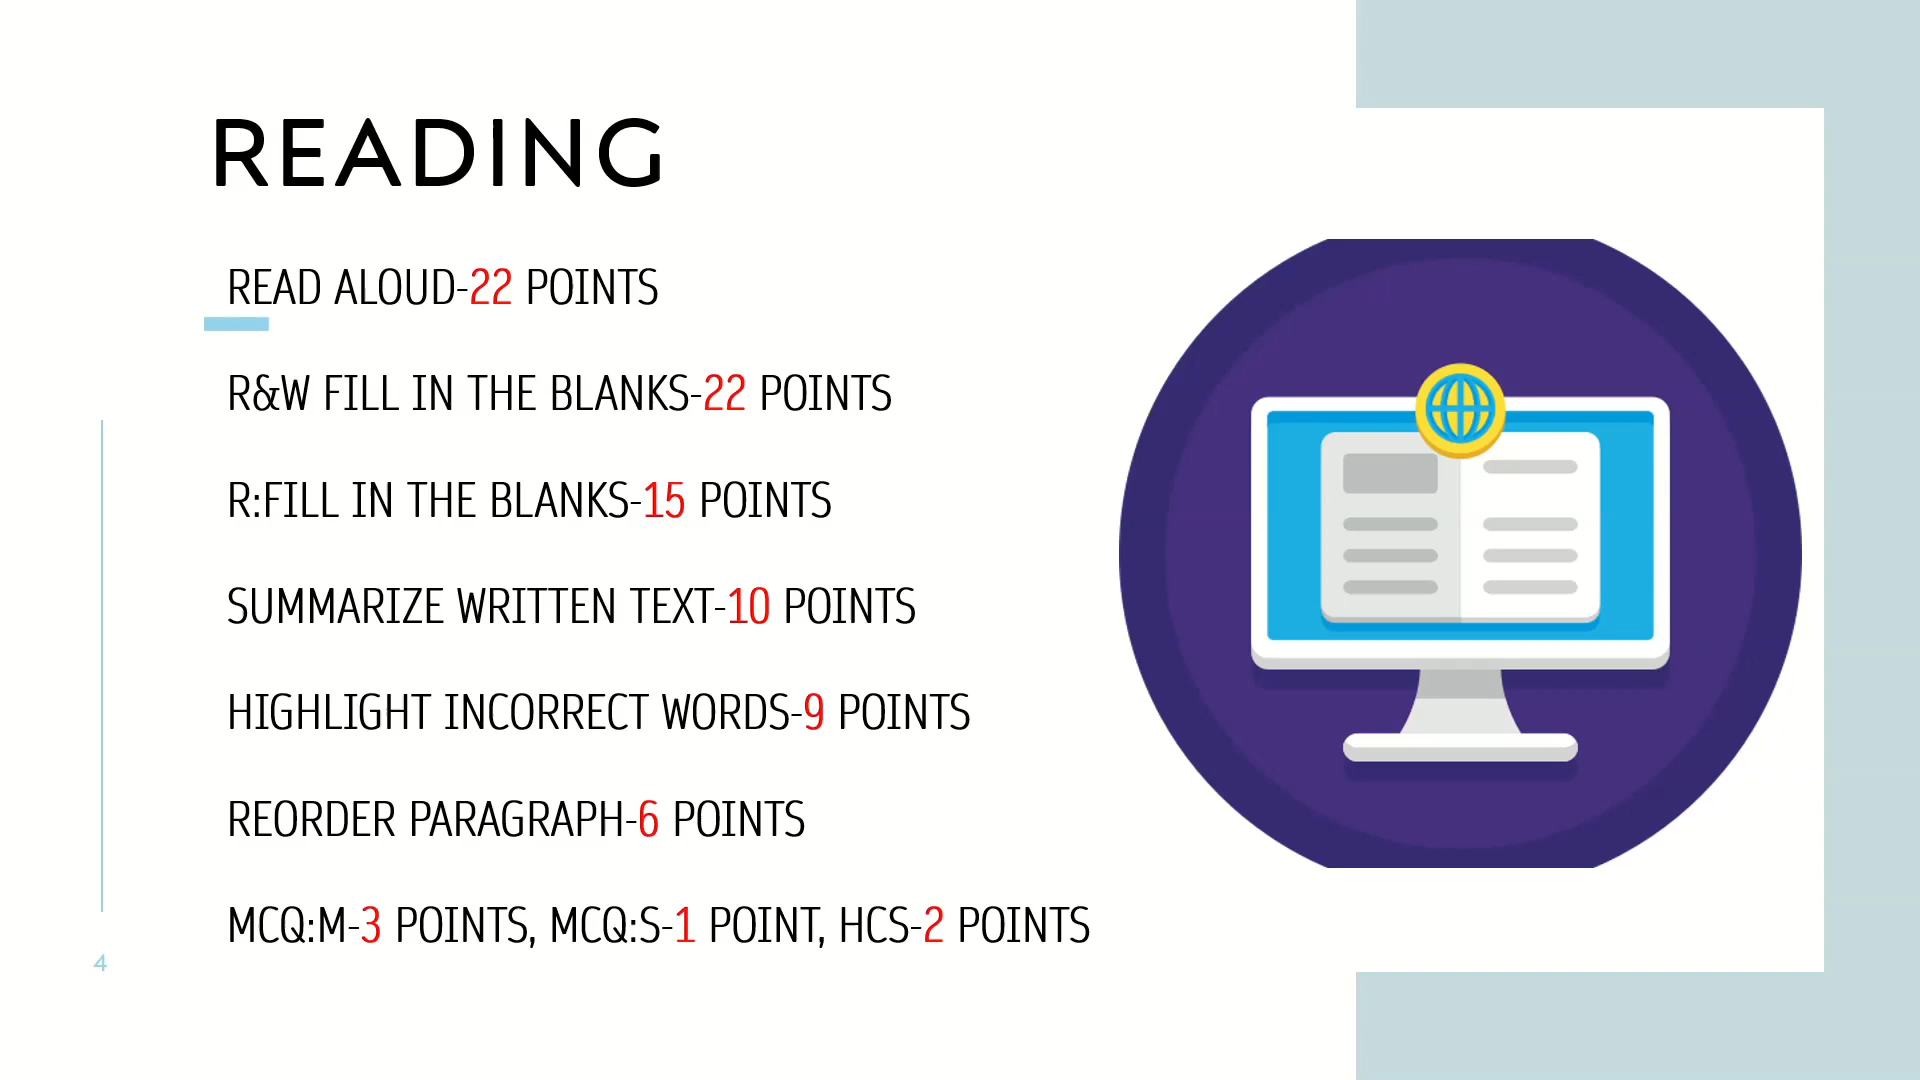 READING
READ ALOUD-22 POINTS
R&W FILL IN THE BLANKS-22 POINTS
R:FILL IN THE BLANKS-15 POINTS
SUMMARIZE WRITTEN TEXT-10 POINTS
HIGHLIGHT INCORRECT WORDS-9 POINTS
REORDER PARAGRAPH-6 POINTS
MCQ:M-3 POINTS, MCQ:S-1 POINT, HCS-2 POINTS
4